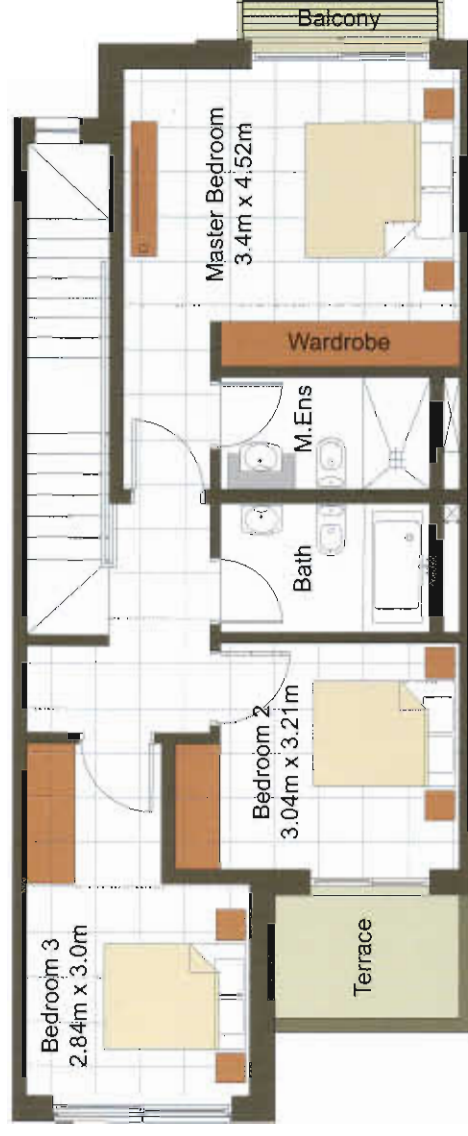 Balcony
Master Bedroom
3.4m x 4.52m
Wardrobe
M.Ens
Bath
Bedroom 2
3.04m x 3.21m
Bedroom 3
2.84m x 3.0m
Terrace